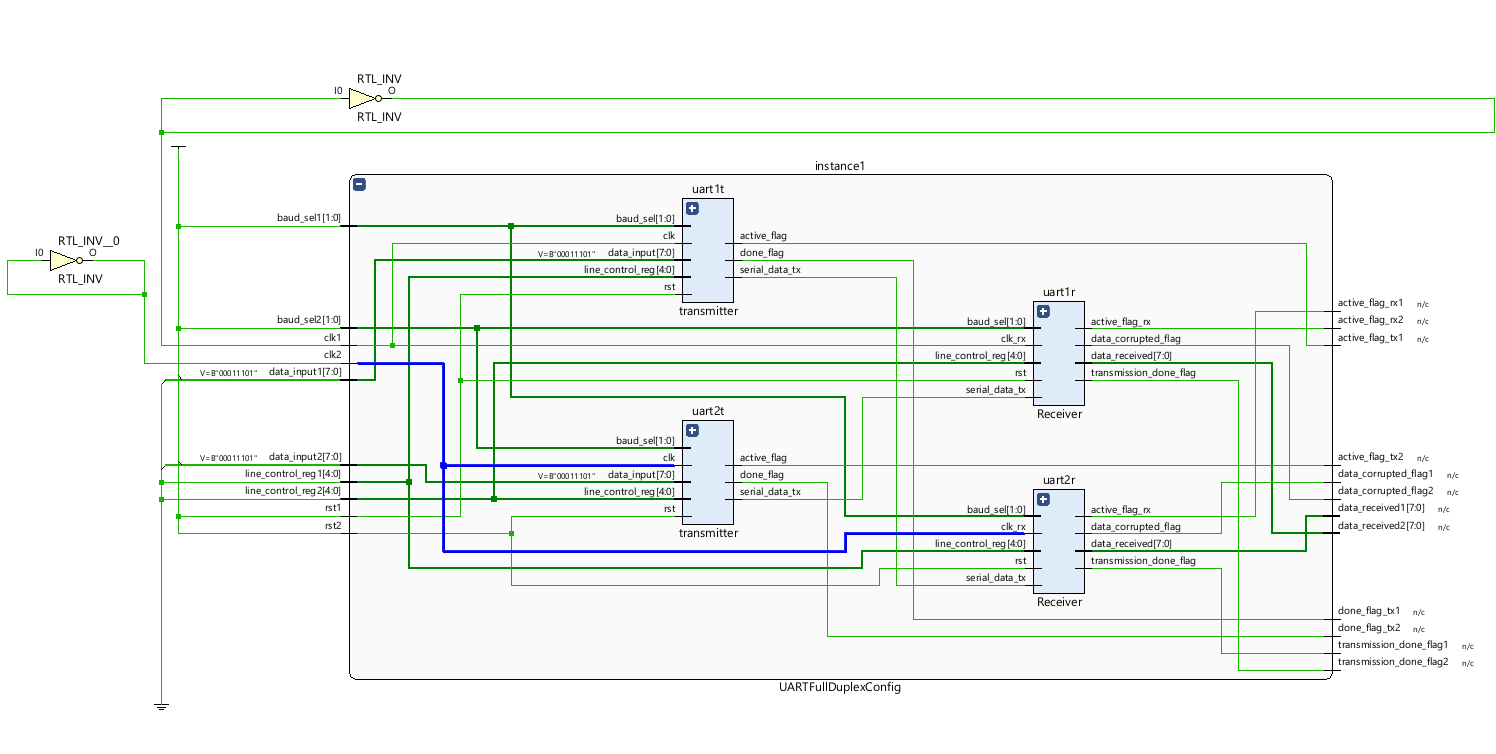 RTL_INV
I0 O
RTL_INV
instance1
uart1t
baud_sel1[1:0] baud_sel[1:0]
clk active_flag
V=B"00011101" data_input[7:0] done_flag
line_control_reg[4:0] serial_data_tx
rst
transmitter
RTL_INV__0
I0 O
RTL_INV
uart1r
baud_sel2[1:0] baud_sel[1:0] active_flag_rx
clk1 clk_rx data_corrupted_flag
clk2 line_control_reg[4:0] data_received[7:0]
V=B"00011101" data_input1[7:0] rst transmission_done_flag
serial_data_tx
Receiver
active_flag_rx1 n/c
active_flag_rx2 n/c
active_flag_tx1 n/c
uart2t
baud_sel[1:0]
V=B"00011101" data_input2[7:0] clk active_flag
line_control_reg1[4:0] V=B"00011101" data_input[7:0] done_flag
line_control_reg2[4:0] line_control_reg[4:0] serial_data_tx
rst1 rst
rst2 transmitter
uart2r
baud_sel[1:0] active_flag_rx
clk_rx data_corrupted_flag
line_control_reg[4:0] data_received[7:0]
rst transmission_done_flag
serial_data_tx
Receiver
active_flag_tx2 n/c
data_corrupted_flag1 n/c
data_corrupted_flag2 n/c
data_received1[7:0] n/c
data_received2[7:0] n/c
done_flag_tx1 n/c
done_flag_tx2 n/c
transmission_done_flag1 n/c
transmission_done_flag2 n/c
UARTFullDuplexConfig